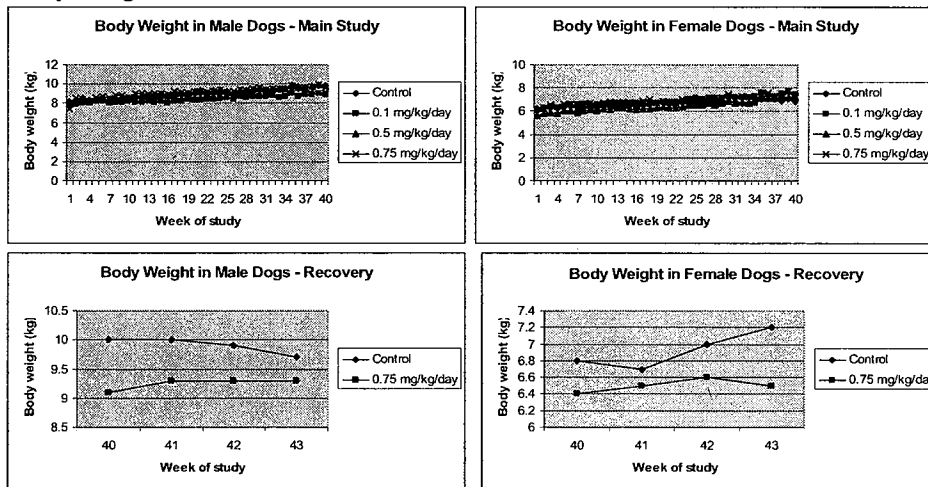 Body Weight in Male Dogs - Main Study
Body weight (kg)
12
10
8
6
4
2
0
1 4 7 10 13 16 19 22 25 28 31 34 37 40
Week of study
Control
0.1 mg/kg/day
0.5 mg/kg/day
0.75 mg/kg/day
Body Weight in Female Dogs - Main Study
Body weight (kg)
10
8
6
4
2
0
1 4 7 10 13 16 19 22 25 28 31 34 37 40
Week of study
Control
0.1 mg/kg/day
0.5 mg/kg/day
0.75 mg/kg/day
Body Weight in Male Dogs - Recovery
Body weight (kg)
10.5
10
9.5
9
8.5
40 41 42 43
Week of study
Control
0.75 mg/kg/day
Body Weight in Female Dogs - Recovery
Body weight (kg)
7.4
7.2
7
6.8
6.6
6.4
6.2
6
40 41 42 43
Week of study
Control
0.75 mg/kg/day